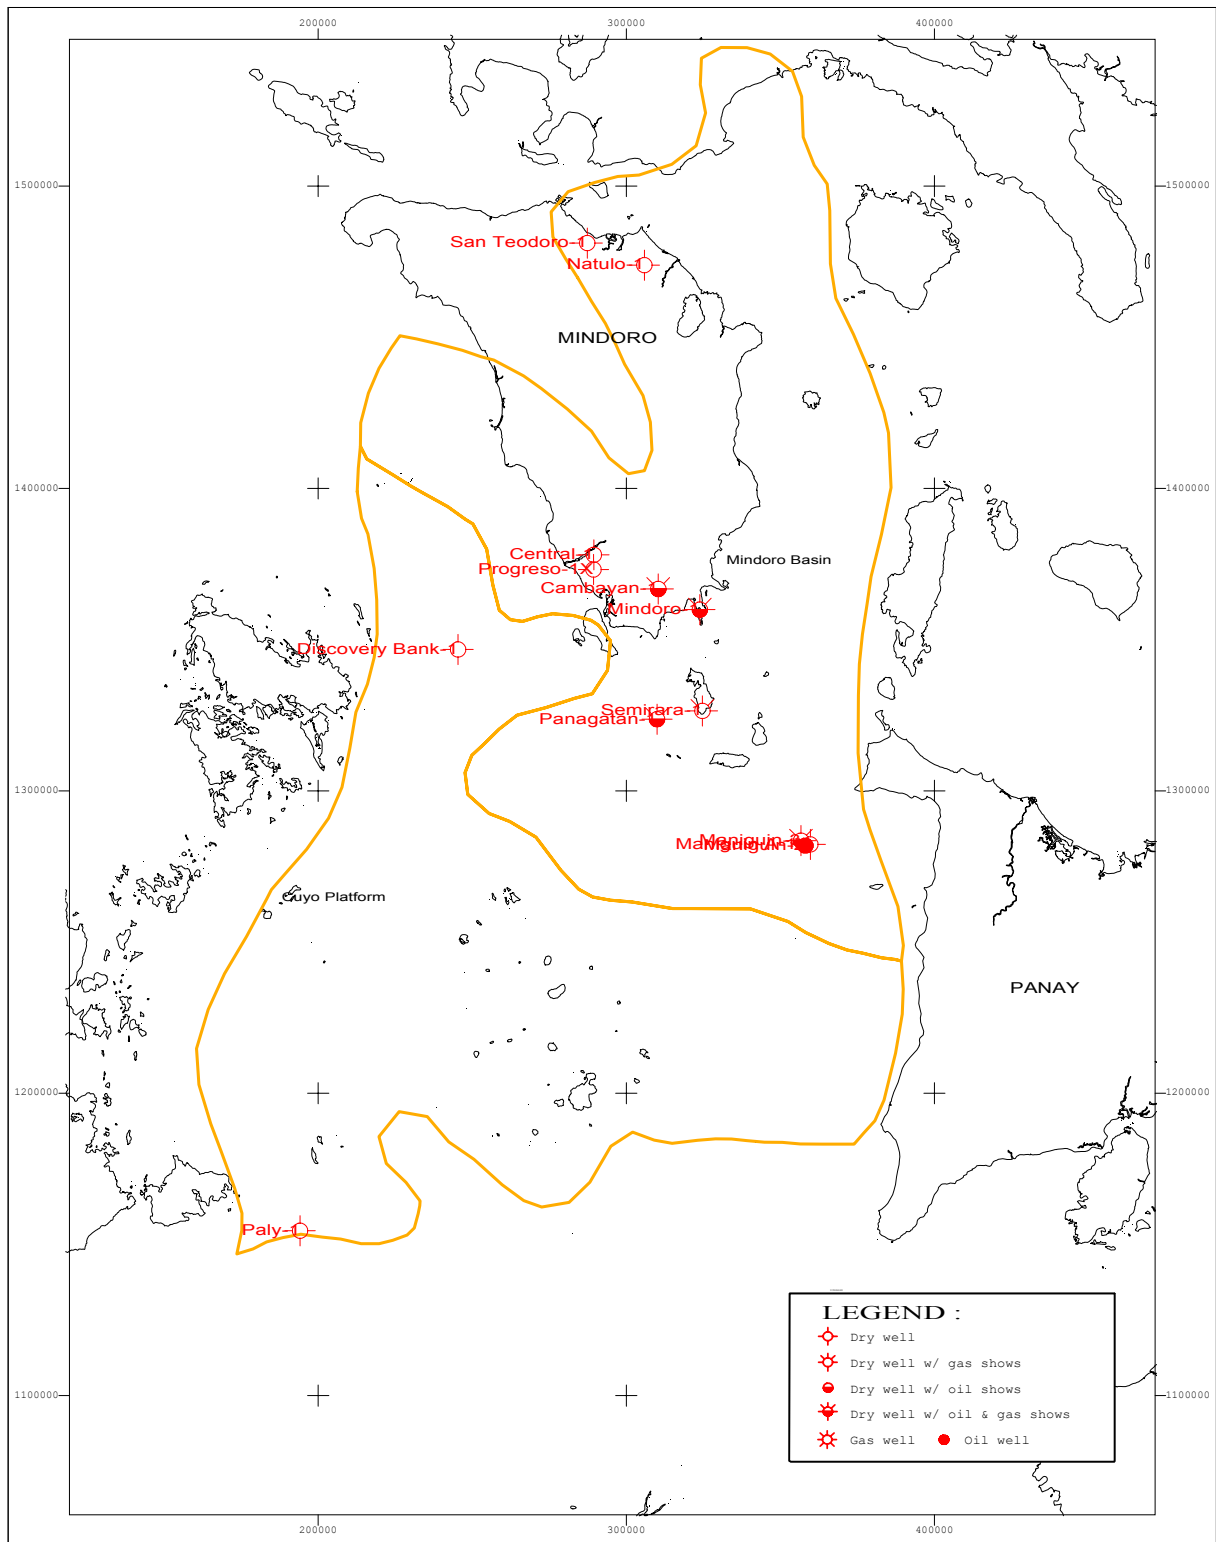 200000
300000
400000
1500000
1500000
San Teodoro-1
Natulo-1
MINDORO
1400000
1400000
Central-1
Mindoro Basin
Progreso-1X
Cambayan-1
Mindoro-1
Discovery Bank-1
Semirara-1
Panagatan-1
1300000
1300000
Maniguin-2
Cuyo Platform
PANAY
1200000
1200000
Paly-1
LEGEND :
Dry well
Dry well w/ gas shows
1100000
Dry well w/ oil shows
1100000
Dry well w/ oil & gas shows
Gas well
Oil well
200000
300000
400000